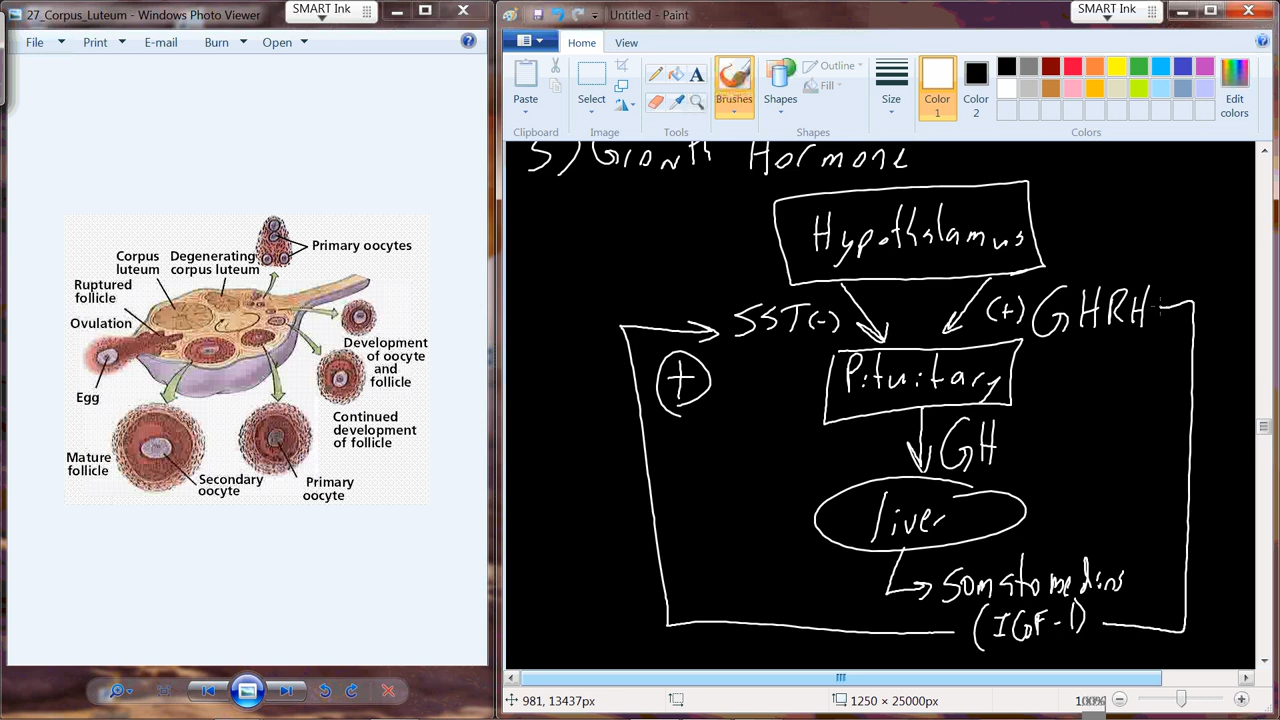 27_Corpus_Luteum - Windows Photo Viewer
SMART Ink
File Print E-mail Burn Open
Corpus luteum
Degenerating corpus luteum
Primary oocytes
Ruptured follicle
Ovulation
Egg
Development of oocyte and follicle
Continued development of follicle
Mature follicle
Secondary oocyte
Primary oocyte
Untitled - Paint
SMART Ink
Home View
Paste
Select
Brushes
Shapes
Outline
Fill
Size
Color 1
Color 2
Edit colors
Clipboard Image Tools Shapes Colors
5) Growth Hormone
Hypothalamus
SST(-) (+) GHRH
+
Pituitary
GH
liver
Somatomedins
(IGF-1)
981, 13437px
1250 × 25000px